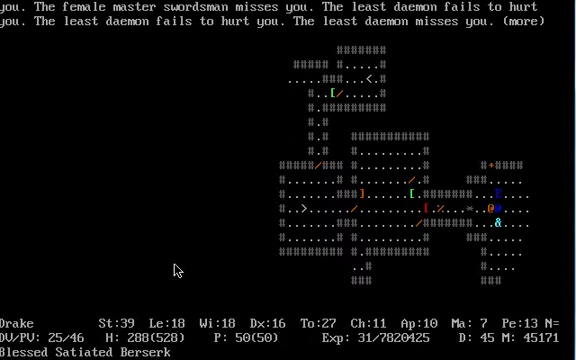 you. The female master swordsman misses you. The least daemon fails to hurt
you. The least daemon fails to hurt you. The least daemon misses you. (more)
Drake St:39 Le:18 Wi:18 Dx:16 To:27 Ch:11 Ap:10 Ma: 7 Pe:13 N=
DV/PV: 25/46 H: 288(528) P: 50(50) Exp: 31/7820425 D: 45 M: 45171
Blessed Satiated Berserk